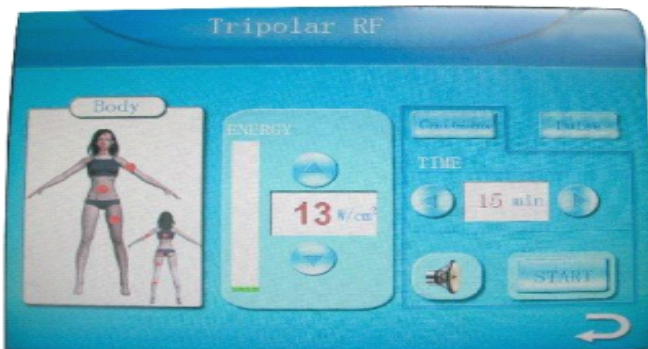 Tripolar RF
Body
ENERGY
13 W/cm²
TIME
15 min
START